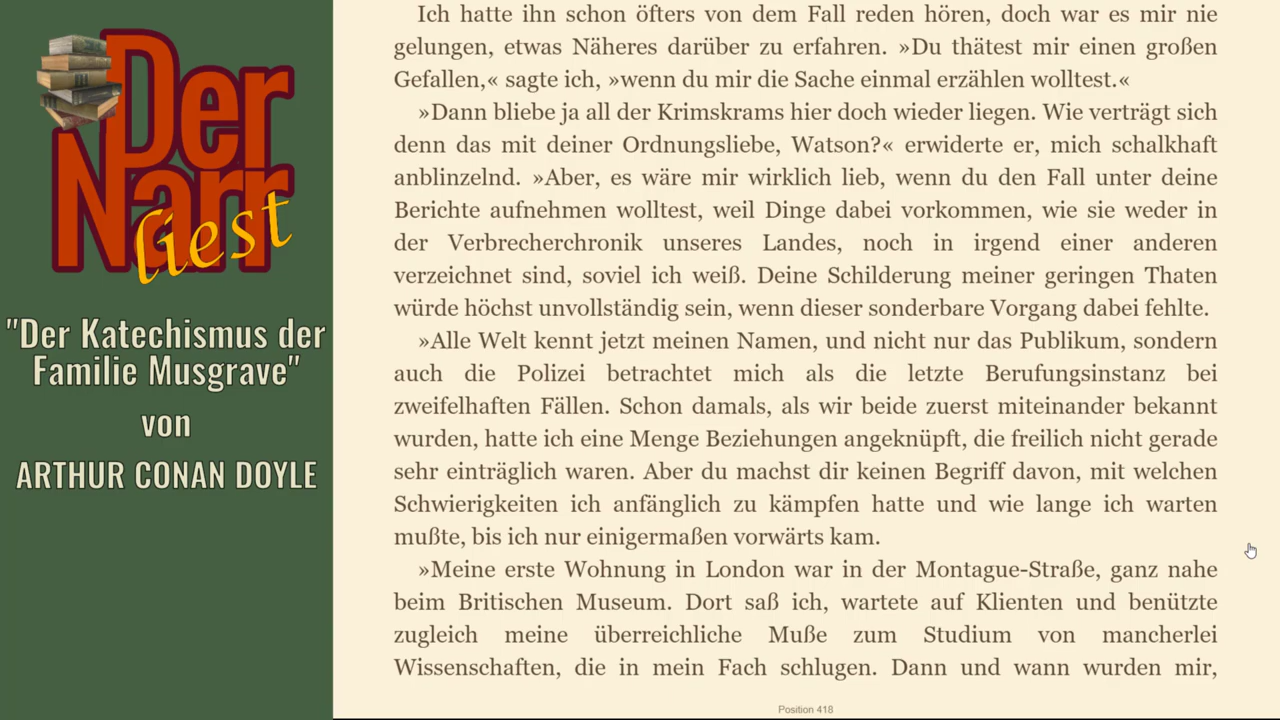 Der
Narr
liest
"Der Katechismus der
Familie Musgrave"
von
ARTHUR CONAN DOYLE
Ich hatte ihn schon öfters von dem Fall reden hören, doch war es mir nie
gelungen, etwas Näheres darüber zu erfahren. »Du thätest mir einen großen
Gefallen,« sagte ich, »wenn du mir die Sache einmal erzählen wolltest.«
»Dann bliebe ja all der Krimskrams hier doch wieder liegen. Wie verträgt sich
denn das mit deiner Ordnungsliebe, Watson?« erwiderte er, mich schalkhaft
anblinzelnd. »Aber, es wäre mir wirklich lieb, wenn du den Fall unter deine
Berichte aufnehmen wolltest, weil Dinge dabei vorkommen, wie sie weder in
der Verbrecherchronik unseres Landes, noch in irgend einer anderen
verzeichnet sind, soviel ich weiß. Deine Schilderung meiner geringen Thaten
würde höchst unvollständig sein, wenn dieser sonderbare Vorgang dabei fehlte.
»Alle Welt kennt jetzt meinen Namen, und nicht nur das Publikum, sondern
auch die Polizei betrachtet mich als die letzte Berufungsinstanz bei
zweifelhaften Fällen. Schon damals, als wir beide zuerst miteinander bekannt
wurden, hatte ich eine Menge Beziehungen angeknüpft, die freilich nicht gerade
sehr einträglich waren. Aber du machst dir keinen Begriff davon, mit welchen
Schwierigkeiten ich anfänglich zu kämpfen hatte und wie lange ich warten
mußte, bis ich nur einigermaßen vorwärts kam.
»Meine erste Wohnung in London war in der Montague-Straße, ganz nahe
beim Britischen Museum. Dort saß ich, wartete auf Klienten und benützte
zugleich meine überreichliche Muße zum Studium von mancherlei
Wissenschaften, die in mein Fach schlugen. Dann und wann wurden mir,
Position 418